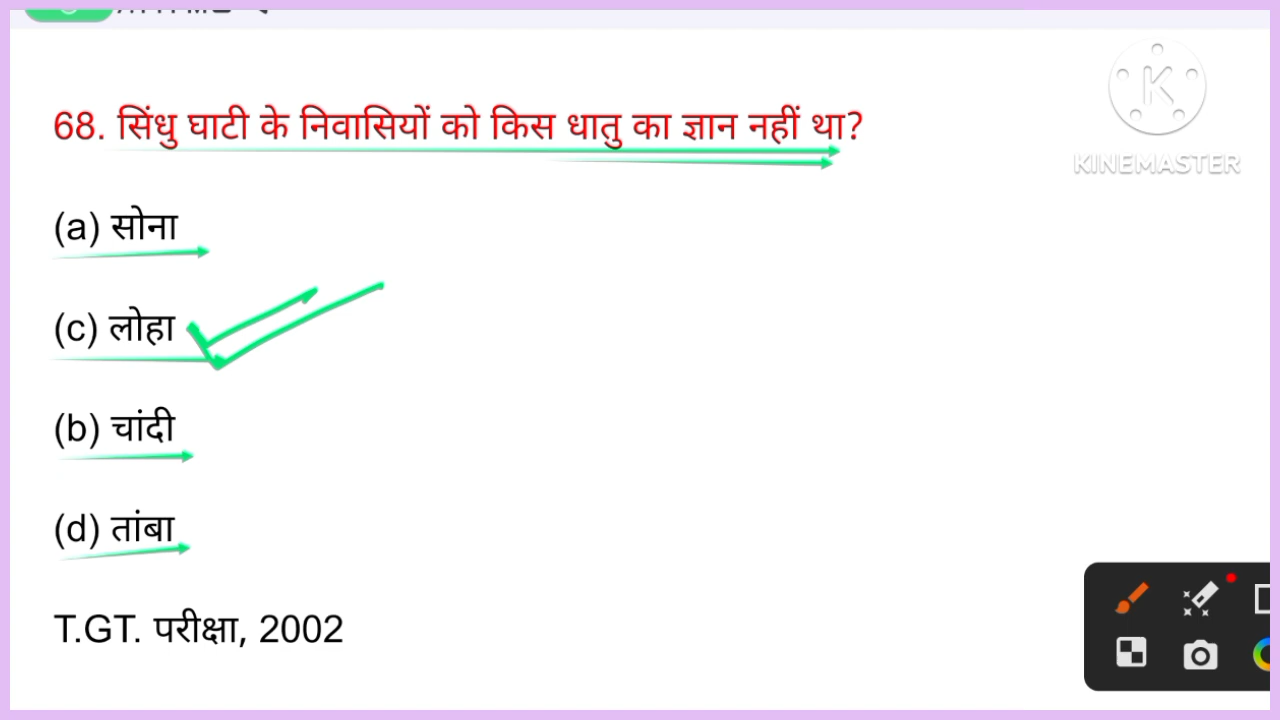 68. सिंधु घाटी के निवासियों को किस धातु का ज्ञान नहीं था?
K
KINEMASTER
(a) सोना
(c) लोहा
(b) चांदी
(d) तांबा
T.GT. परीक्षा, 2002